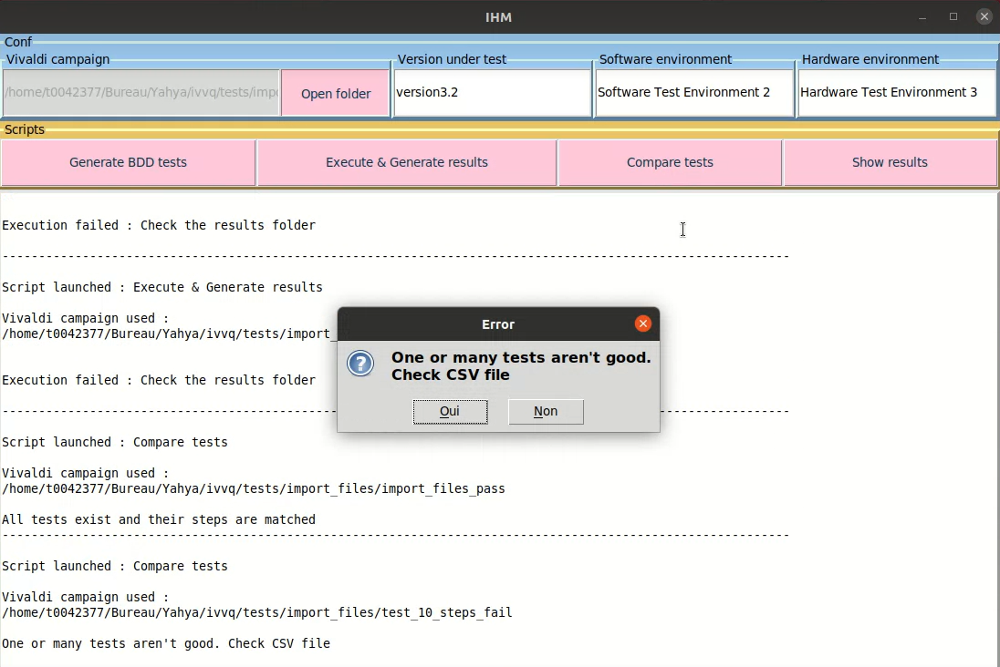 IHM
Conf
Vivaldi campaign
Version under test
Software environment
Hardware environment
/home/t0042377/Bureau/Yahya/ivvq/tests/impo
Open folder
version3.2
Software Test Environment 2
Hardware Test Environment 3
Scripts
Generate BDD tests
Execute & Generate results
Compare tests
Show results
Execution failed : Check the results folder
------------------------------------------------------------------------------------------------------------
Script launched : Execute & Generate results
Vivaldi campaign used :
/home/t0042377/Bureau/Yahya/ivvq/tests/import_
Execution failed : Check the results folder
------------------------------------------------------------------------------------------------------------
Script launched : Compare tests
Vivaldi campaign used :
/home/t0042377/Bureau/Yahya/ivvq/tests/import_files/import_files_pass
All tests exist and their steps are matched
------------------------------------------------------------------------------------------------------------
Script launched : Compare tests
Vivaldi campaign used :
/home/t0042377/Bureau/Yahya/ivvq/tests/import_files/test_10_steps_fail
One or many tests aren't good. Check CSV file
Error
One or many tests aren't good.
Check CSV file
Oui
Non